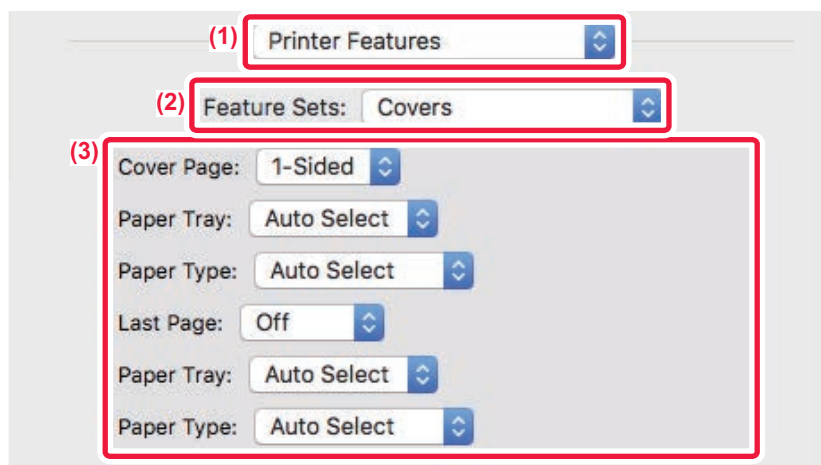 (1) Printer Features
(2) Feature Sets: Covers
(3)
Cover Page: 1-Sided
Paper Tray: Auto Select
Paper Type: Auto Select
Last Page: Off
Paper Tray: Auto Select
Paper Type: Auto Select